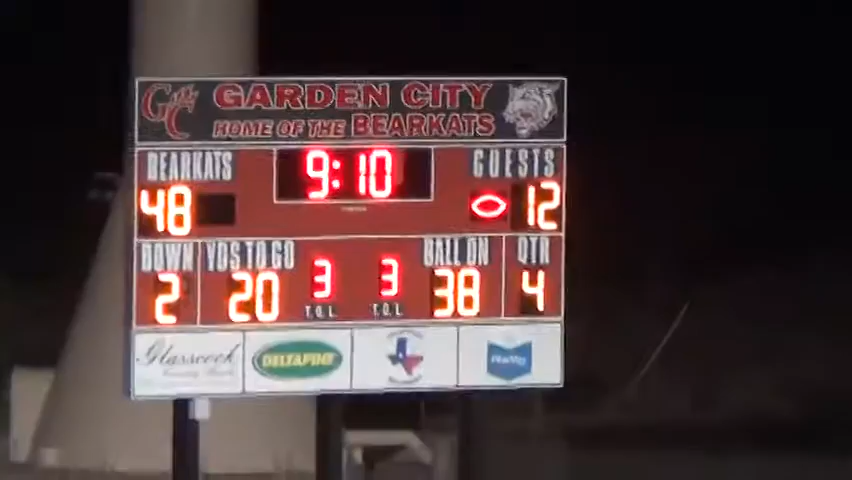 GC GARDEN CITY
HOME OF THE BEARKATS
BEARKATS 9:10 GUESTS
48 12
DOWN YDS TO GO BALL ON QTR
2 20 3 3 38 4
T.O.L T.O.L
Glasscock DELTAPINE